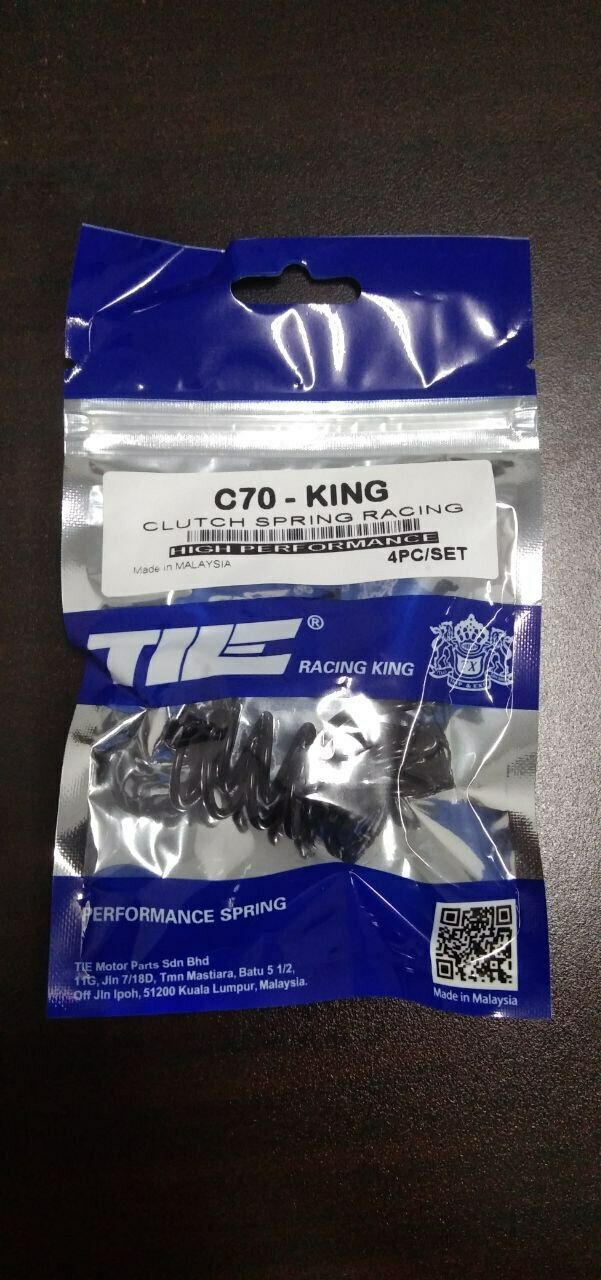 C70 - KING
CLUTCH SPRING RACING
HIGH PERFORMANCE
4PC/SET
Made in MALAYSIA
TIE®
RACING KING
PERFORMANCE SPRING
TIE Motor Parts Sdn Bhd
11G, Jln 7/18D, Tmn Mastiara, Batu 5 1/2,
Off Jln Ipoh, 51200 Kuala Lumpur, Malaysia.
Made in Malaysia